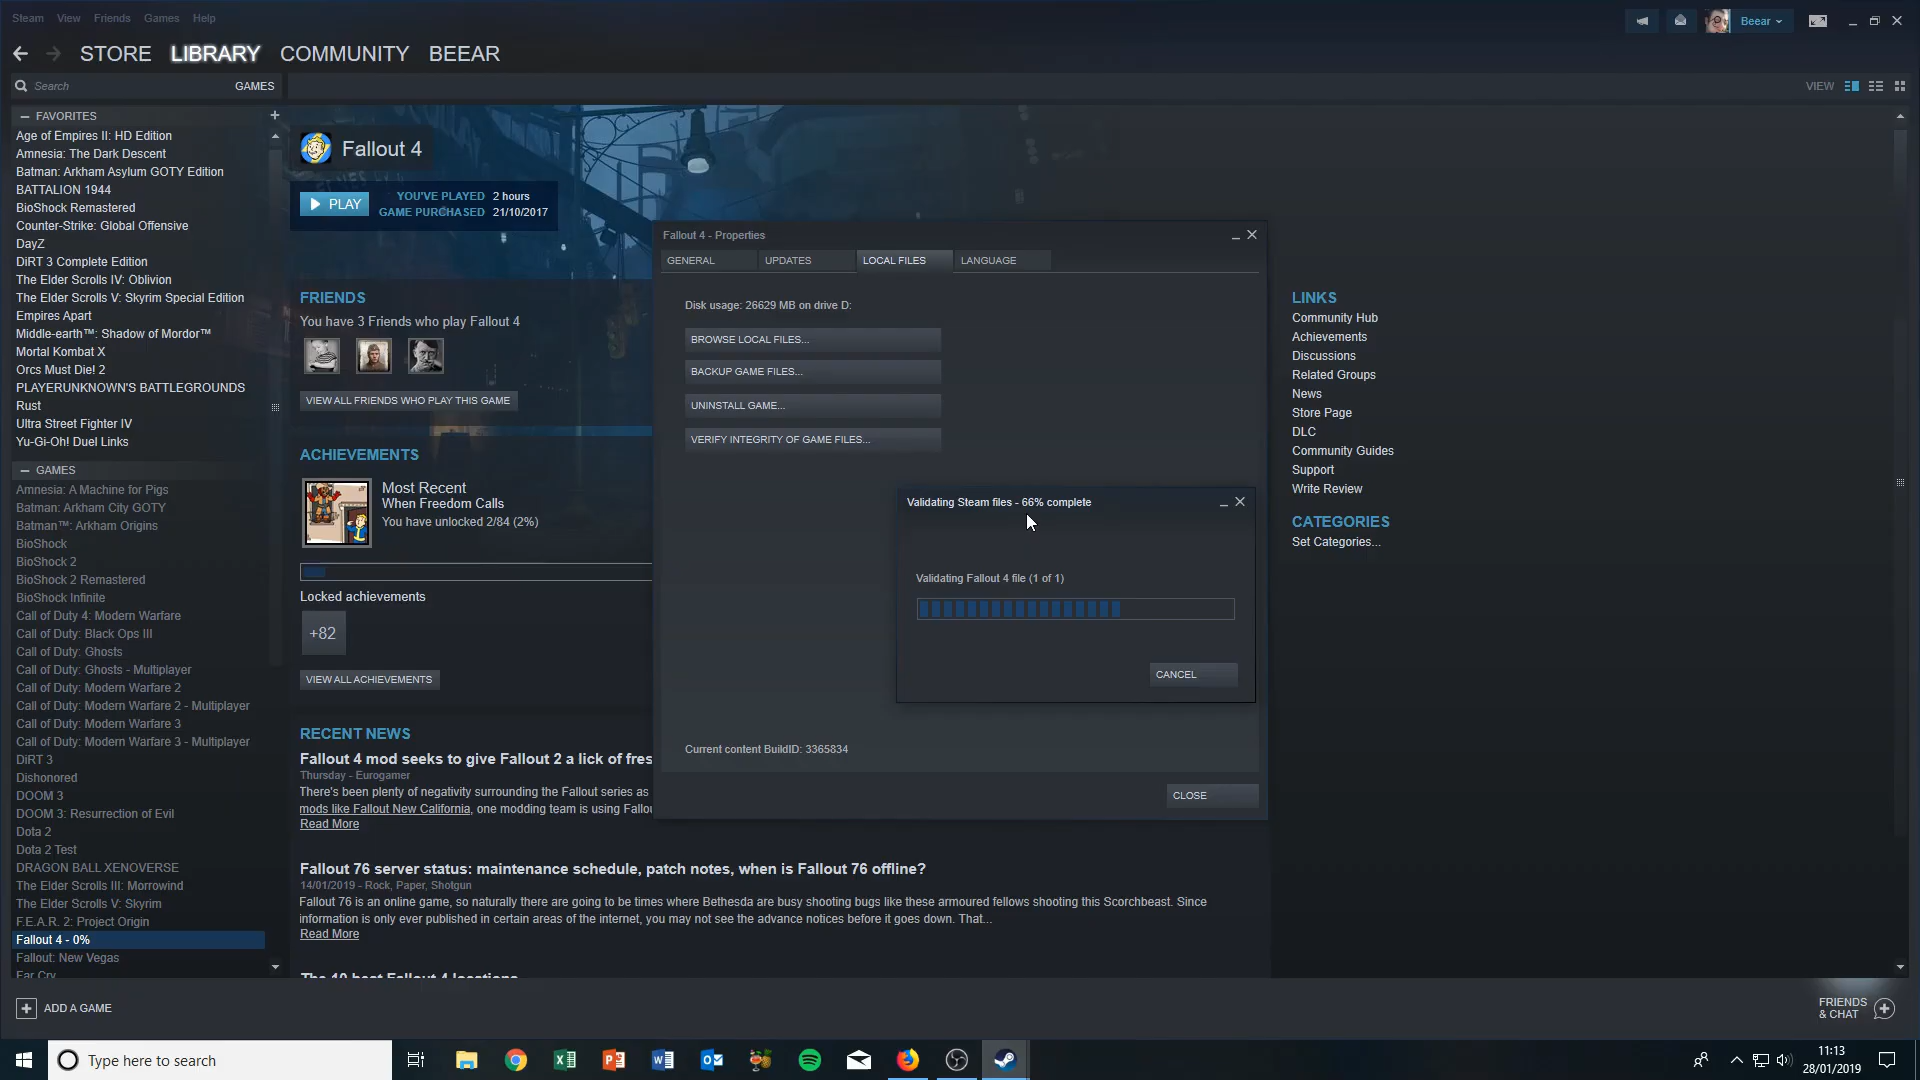 Steam View Friends Games Help
Beear
STORE LIBRARY COMMUNITY BEEAR
Search GAMES
VIEW
FAVORITES
Age of Empires II: HD Edition
Amnesia: The Dark Descent
Batman: Arkham Asylum GOTY Edition
BATTALION 1944
BioShock Remastered
Counter-Strike: Global Offensive
DayZ
DiRT 3 Complete Edition
The Elder Scrolls IV: Oblivion
The Elder Scrolls V: Skyrim Special Edition
Empires Apart
Middle-earth™: Shadow of Mordor™
Mortal Kombat X
Orcs Must Die! 2
PLAYERUNKNOWN'S BATTLEGROUNDS
Rust
Ultra Street Fighter IV
Yu-Gi-Oh! Duel Links
GAMES
Amnesia: A Machine for Pigs
Batman: Arkham City GOTY
Batman™: Arkham Origins
BioShock
BioShock 2
BioShock 2 Remastered
BioShock Infinite
Call of Duty 4: Modern Warfare
Call of Duty: Black Ops III
Call of Duty: Ghosts
Call of Duty: Ghosts - Multiplayer
Call of Duty: Modern Warfare 2
Call of Duty: Modern Warfare 2 - Multiplayer
Call of Duty: Modern Warfare 3
Call of Duty: Modern Warfare 3 - Multiplayer
DiRT 3
Dishonored
DOOM 3
DOOM 3: Resurrection of Evil
Dota 2
Dota 2 Test
DRAGON BALL XENOVERSE
The Elder Scrolls III: Morrowind
The Elder Scrolls V: Skyrim
F.E.A.R. 2: Project Origin
Fallout 4 - 0%
Fallout: New Vegas
Far Cry
Fallout 4
PLAY
YOU'VE PLAYED 2 hours
GAME PURCHASED 21/10/2017
FRIENDS
You have 3 Friends who play Fallout 4
VIEW ALL FRIENDS WHO PLAY THIS GAME
ACHIEVEMENTS
Most Recent
When Freedom Calls
You have unlocked 2/84 (2%)
Locked achievements
+82
VIEW ALL ACHIEVEMENTS
RECENT NEWS
Fallout 4 mod seeks to give Fallout 2 a lick of fres
Thursday - Eurogamer
There's been plenty of negativity surrounding the Fallout series as
mods like Fallout New California, one modding team is using Fallou
Read More
Fallout 76 server status: maintenance schedule, patch notes, when is Fallout 76 offline?
14/01/2019 - Rock, Paper, Shotgun
Fallout 76 is an online game, so naturally there are going to be times where Bethesda are busy shooting bugs like these armoured fellows shooting this Scorchbeast. Since
information is only ever published in certain areas of the internet, you may not see the advance notices before it goes down. That...
Read More
The 10 best Fallout 4 locations
Fallout 4 - Properties
GENERAL UPDATES LOCAL FILES LANGUAGE
Disk usage: 26629 MB on drive D:
BROWSE LOCAL FILES...
BACKUP GAME FILES...
UNINSTALL GAME...
VERIFY INTEGRITY OF GAME FILES...
Validating Steam files - 66% complete
Validating Fallout 4 file (1 of 1)
CANCEL
Current content BuildID: 3365834
CLOSE
LINKS
Community Hub
Achievements
Discussions
Related Groups
News
Store Page
DLC
Community Guides
Support
Write Review
CATEGORIES
Set Categories...
ADD A GAME
FRIENDS
& CHAT
Type here to search
11:13
28/01/2019